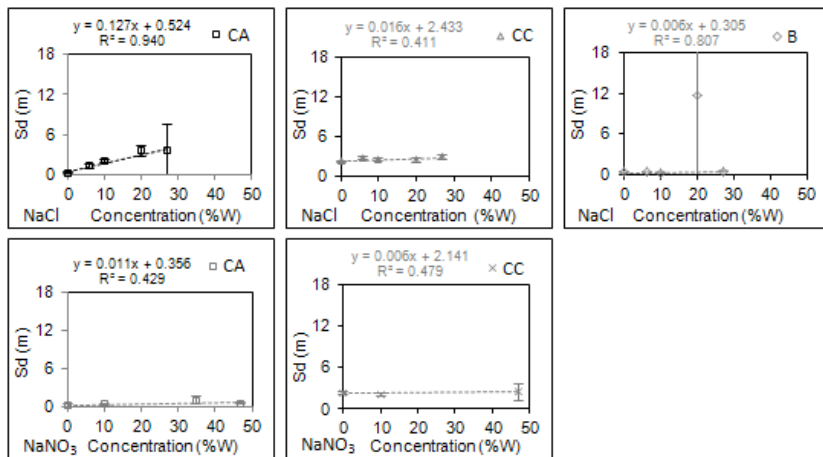 y = 0.127x + 0.524
R² = 0.940
CA
18
12
6
0
Sd (m)
0 10 20 30 40 50
NaCl Concentration (%W)
y = 0.016x + 2.433
R² = 0.411
CC
18
12
6
0
Sd (m)
0 10 20 30 40 50
NaCl Concentration (%W)
y = 0.006x + 0.305
R² = 0.807
B
18
12
6
0
Sd (m)
0 10 20 30 40 50
NaCl Concentration (%W)
y = 0.011x + 0.356
R² = 0.429
CA
18
12
6
0
Sd (m)
0 10 20 30 40 50
NaNO₃ Concentration (%W)
y = 0.006x + 2.141
R² = 0.479
CC
18
12
6
0
Sd (m)
0 10 20 30 40 50
NaNO₃ Concentration (%W)